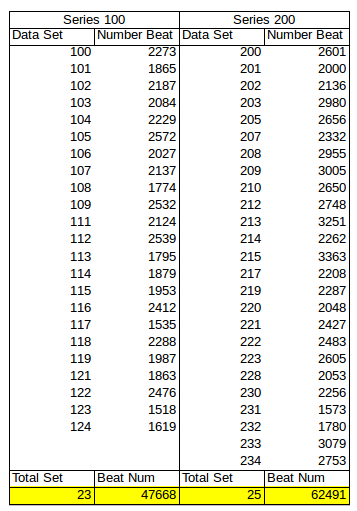 Series 100 Series 200
Data Set Number Beat Data Set Number Beat
100 2273 200 2601
101 1865 201 2000
102 2187 202 2136
103 2084 203 2980
104 2229 205 2656
105 2572 207 2332
106 2027 208 2955
107 2137 209 3005
108 1774 210 2650
109 2532 212 2748
111 2124 213 3251
112 2539 214 2262
113 1795 215 3363
114 1879 217 2208
115 1953 219 2287
116 2412 220 2048
117 1535 221 2427
118 2288 222 2483
119 1987 223 2605
121 1863 228 2053
122 2476 230 2256
123 1518 231 1573
124 1619 232 1780
233 3079
234 2753
Total Set Beat Num Total Set Beat Num
23 47668 25 62491